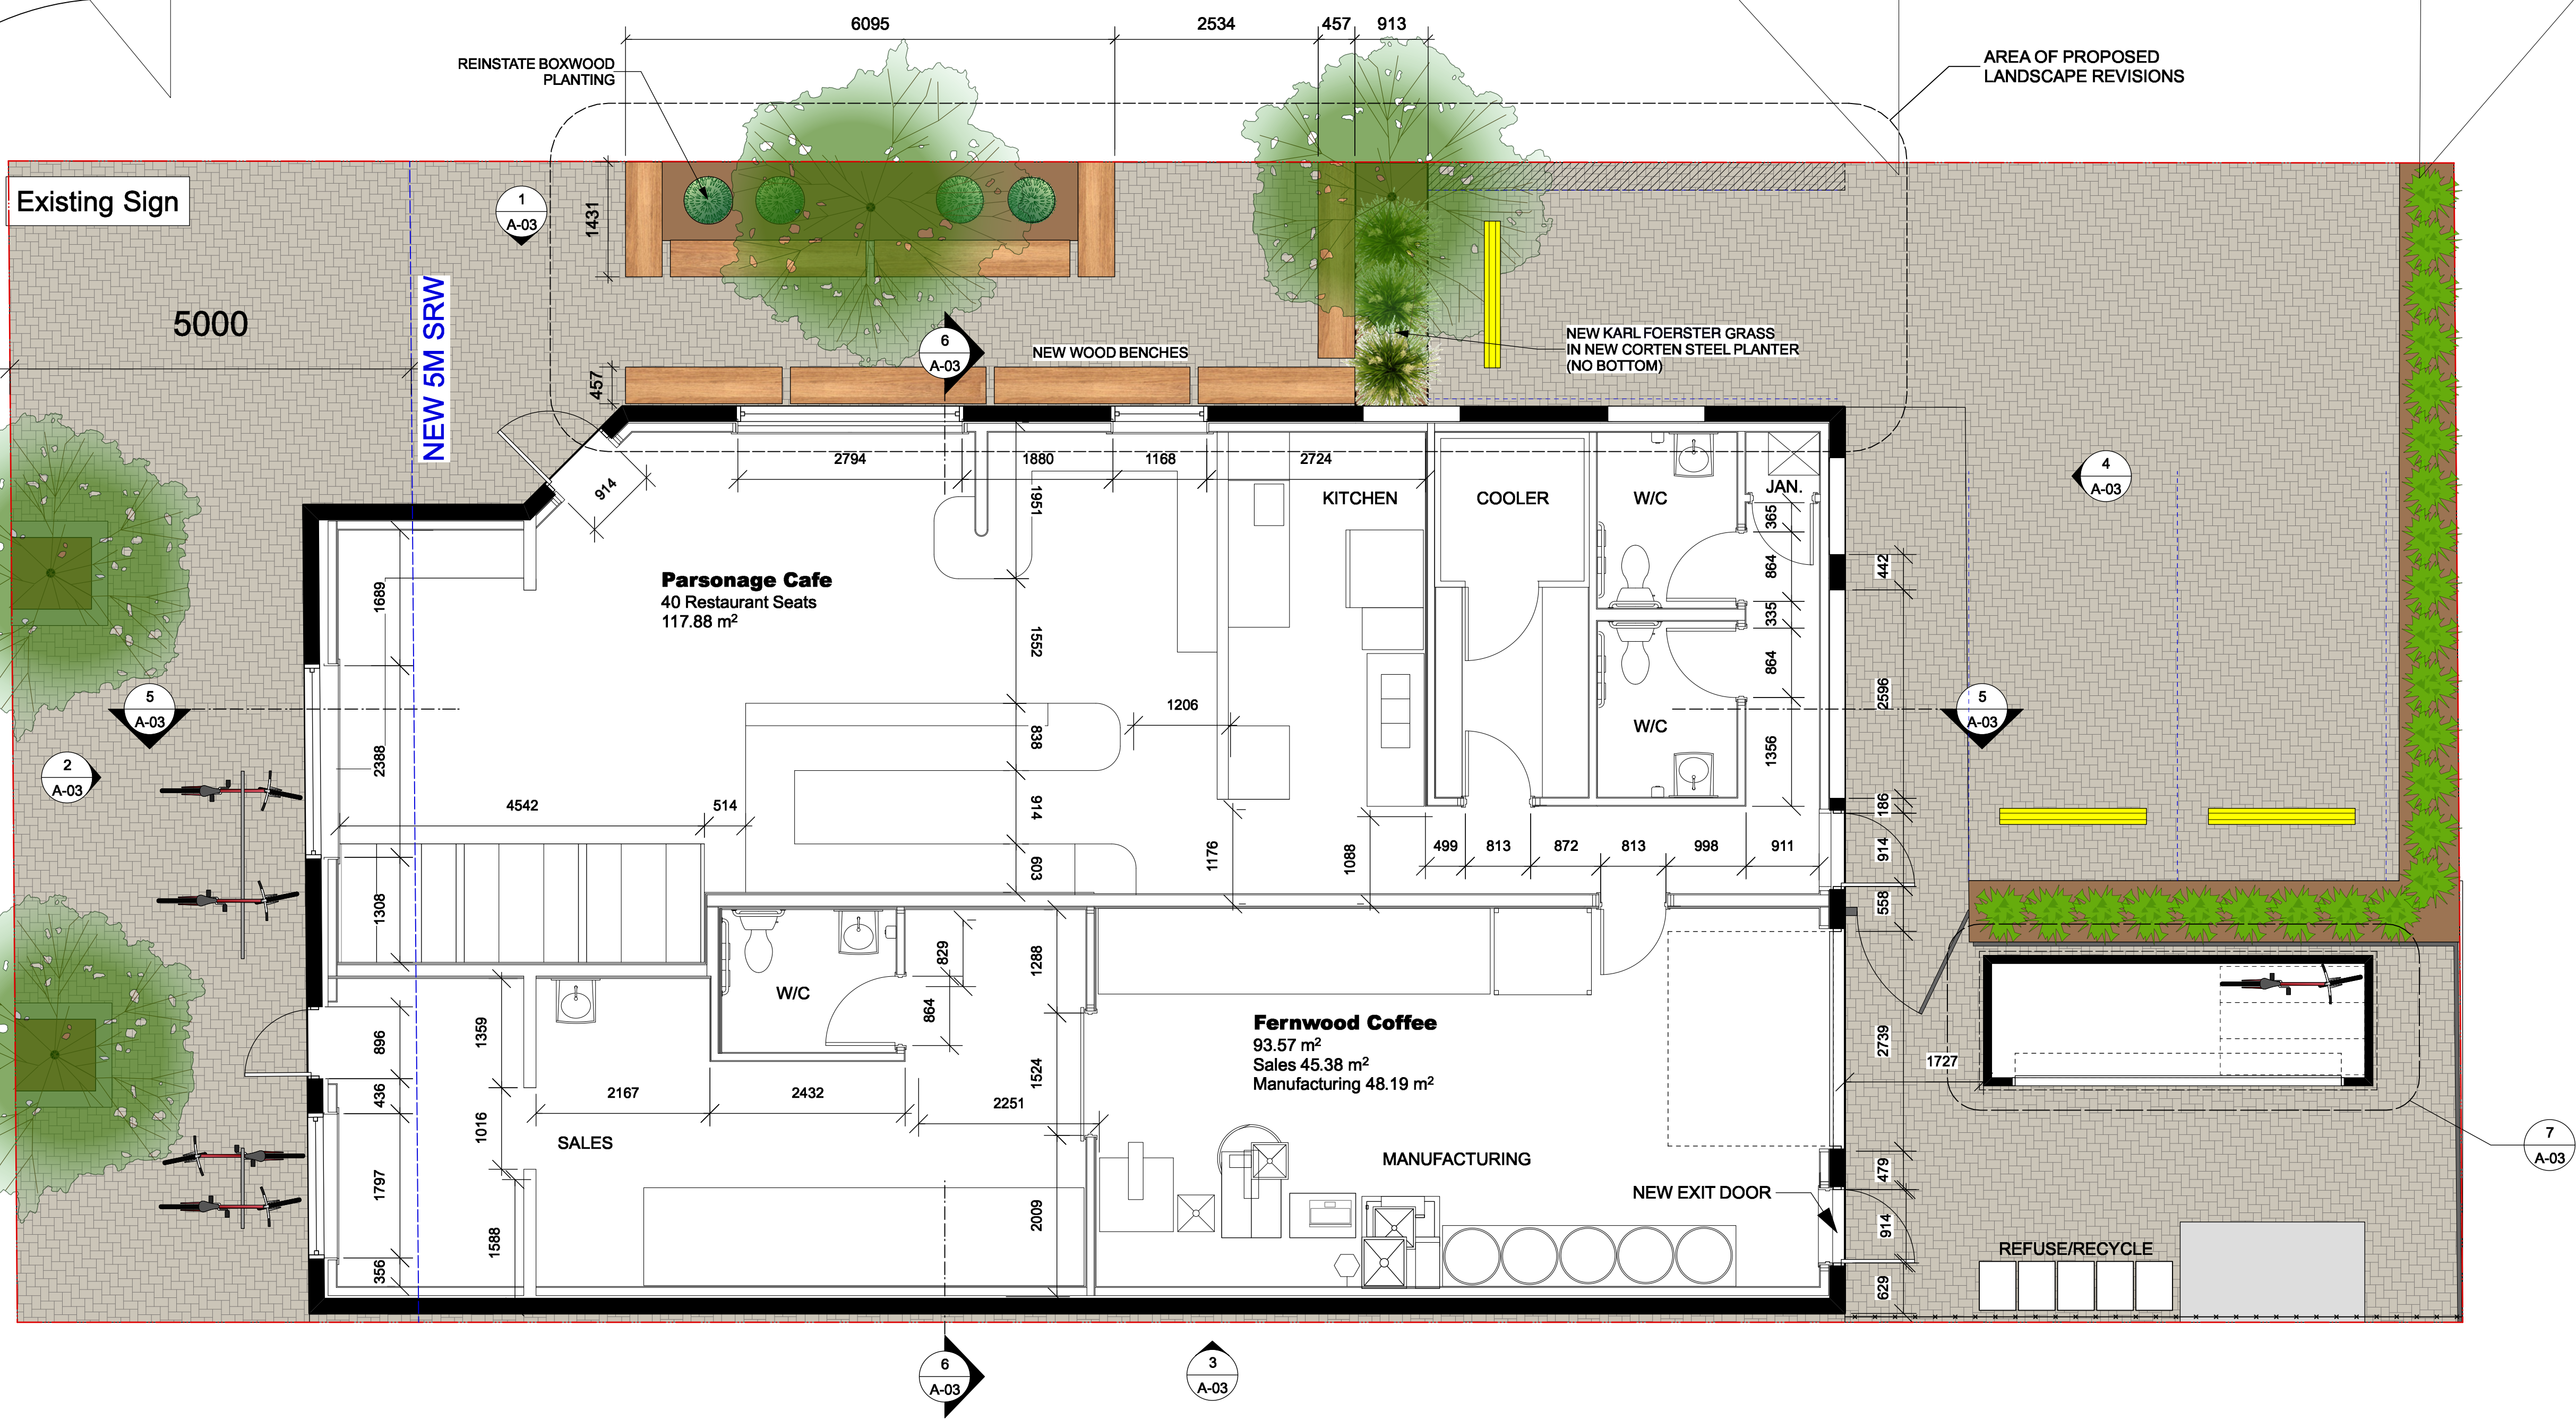 6095
2534
457
913
REINSTATE BOXWOOD
PLANTING
AREA OF PROPOSED
LANDSCAPE REVISIONS
Existing Sign
1
A-03
1431
5000
NEW 5M SRW
6
A-03
NEW WOOD BENCHES
NEW KARL FOERSTER GRASS
IN NEW CORTEN STEEL PLANTER
(NO BOTTOM)
457
2794
1880
1168
2724
914
1951
KITCHEN
COOLER
W/C
JAN.
365
4
A-03
864
442
Parsonage Cafe
40 Restaurant Seats
117.88 m²
1689
335
1552
864
2596
5
A-03
1206
W/C
5
A-03
838
1356
2388
2
A-03
4542
514
914
186
499
813
872
813
998
911
914
1176
1088
603
1308
558
829
1288
W/C
864
Fernwood Coffee
93.57 m²
Sales 45.38 m²
Manufacturing 48.19 m²
896
1359
2739
1727
436
2167
2432
2251
1524
1016
SALES
MANUFACTURING
7
A-03
479
1797
NEW EXIT DOOR
2009
914
1588
REFUSE/RECYCLE
356
629
6
A-03
3
A-03